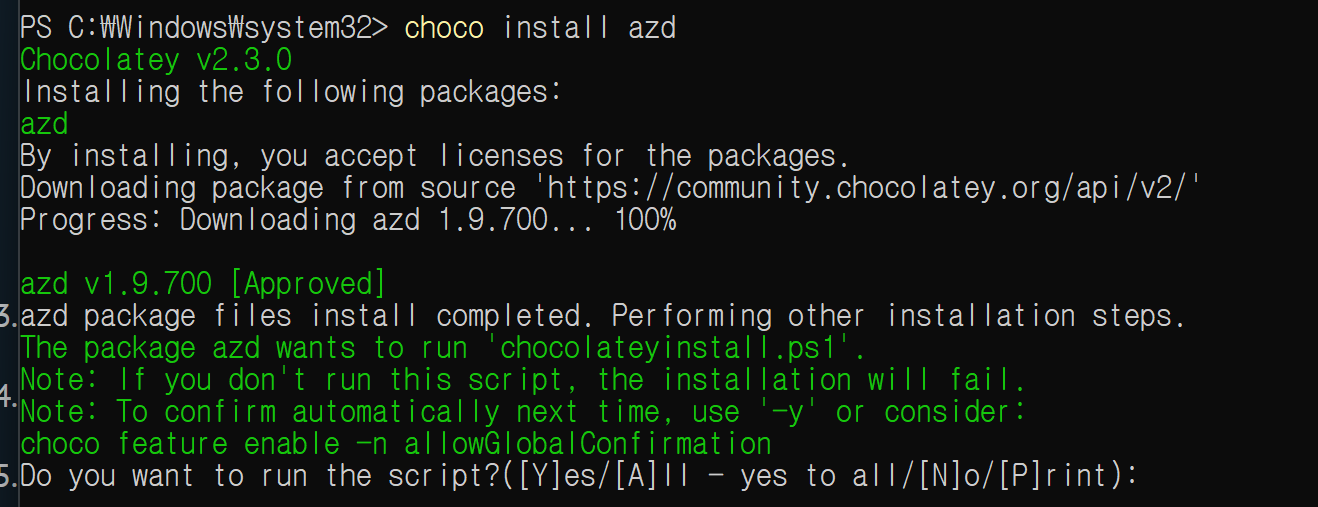 PS C:₩Windows₩system32> choco install azd
Chocolatey v2.3.0
Installing the following packages:
azd
By installing, you accept licenses for the packages.
Downloading package from source 'https://community.chocolatey.org/api/v2/'
Progress: Downloading azd 1.9.700... 100%
azd v1.9.700 [Approved]
3. azd package files install completed. Performing other installation steps.
The package azd wants to run 'chocolateyinstall.ps1'.
Note: If you don't run this script, the installation will fail.
4. Note: To confirm automatically next time, use '-y' or consider:
choco feature enable -n allowGlobalConfirmation
5. Do you want to run the script?([Y]es/[A]ll - yes to all/[N]o/[P]rint):